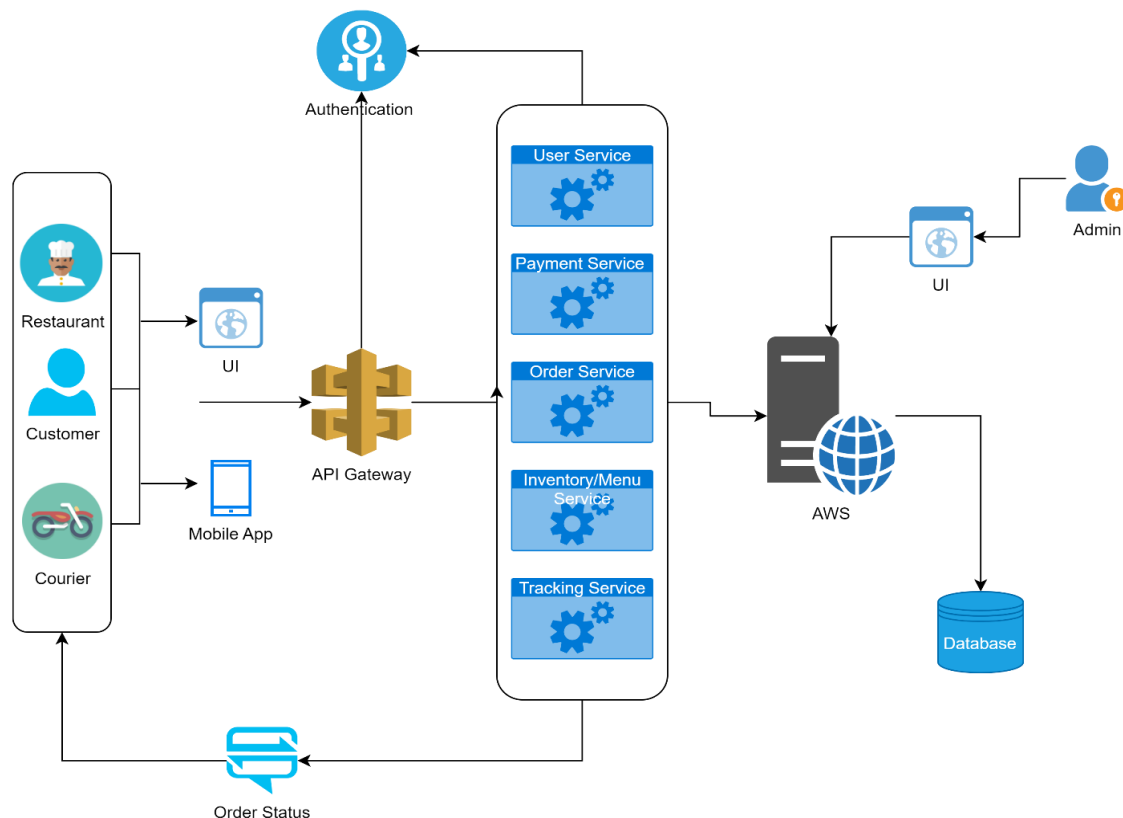 Authentication
User Service
Admin
Payment Service
UI
Restaurant
UI
Order Service
Customer
API Gateway
Inventory/Menu
Service
AWS
Mobile App
Courier
Tracking Service
Database
Order Status